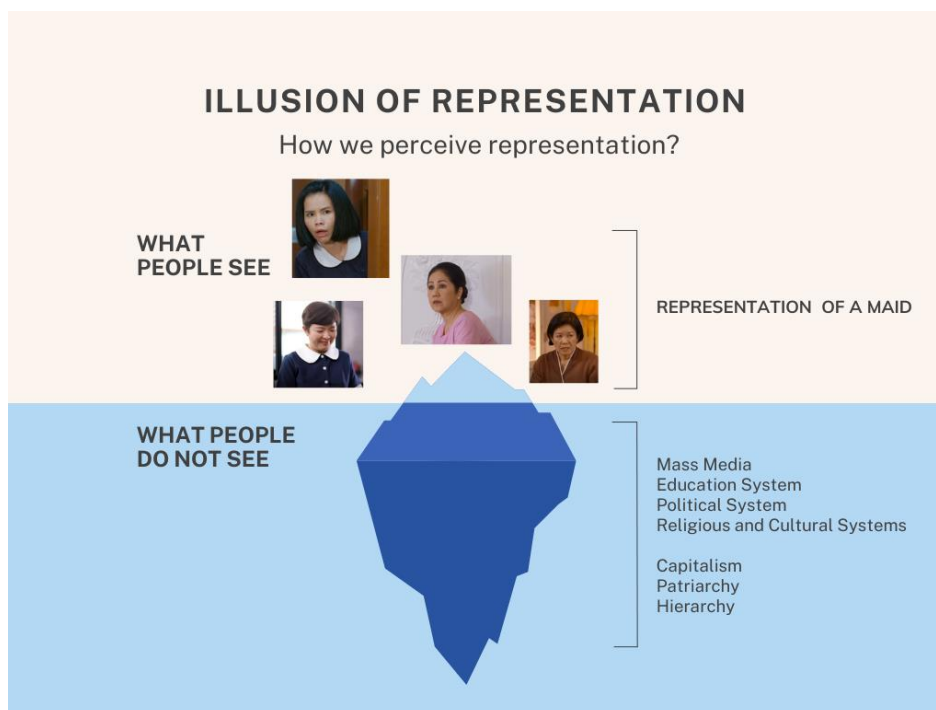 ILLUSION OF REPRESENTATION
How we perceive representation?
WHAT
PEOPLE SEE
REPRESENTATION OF A MAID
WHAT PEOPLE
DO NOT SEE
Mass Media
Education System
Political System
Religious and Cultural Systems
Capitalism
Patriarchy
Hierarchy